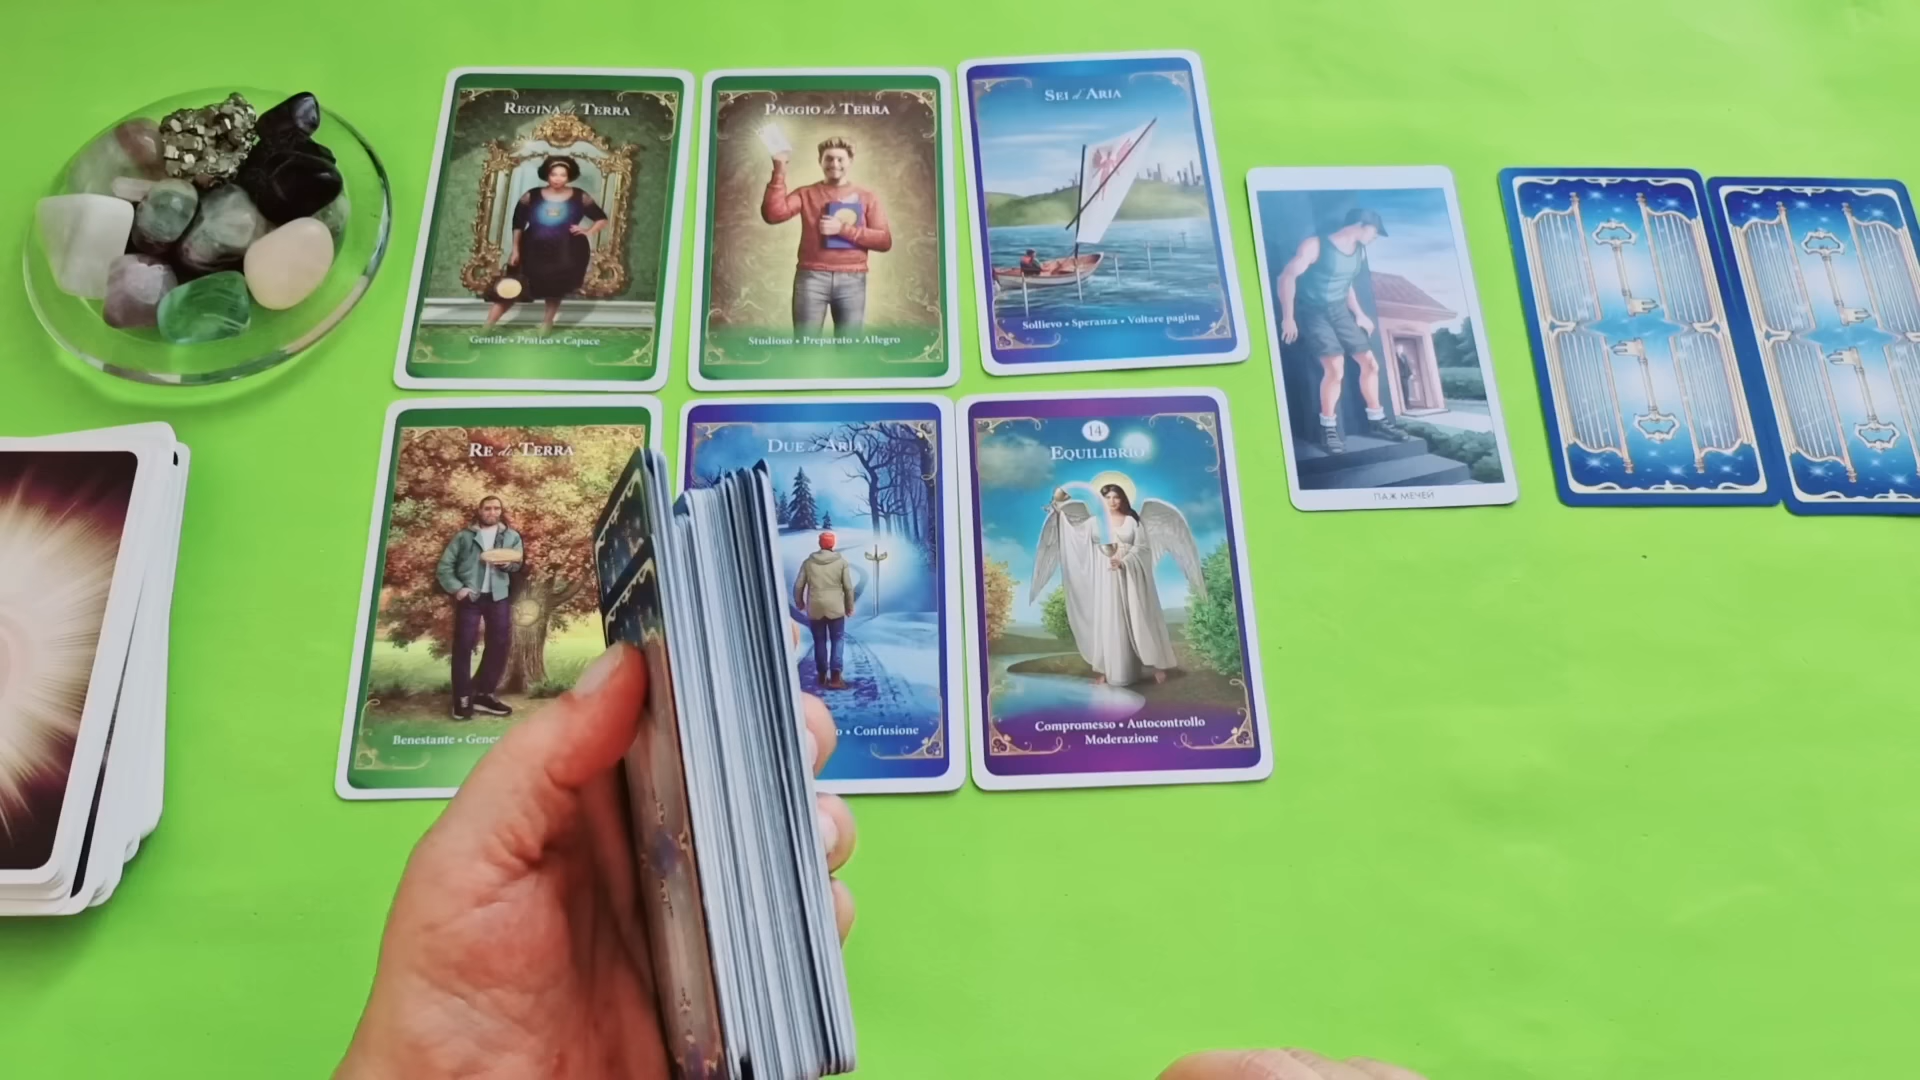 REGINA di TERRA
Gentile • Pratico • Capace
PAGGIO di TERRA
Studioso • Preparato • Allegro
SEI d'ARIA
Sollievo • Speranza • Voltare pagina
ПАЖ МЕЧЕЙ
RE di TERRA
Benestante •
DUE d'ARIA
• Confusione
14
EQUILIBRIO
Compromesso • Autocontrollo
Moderazione